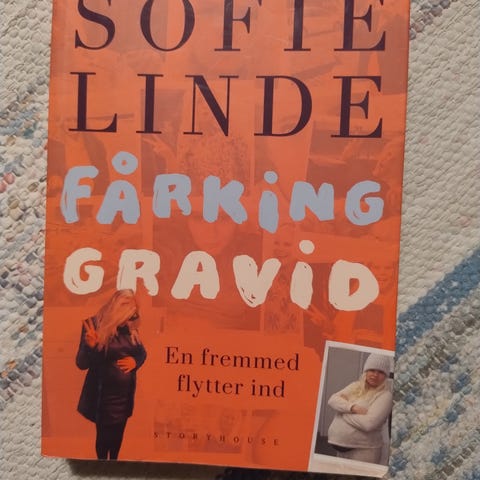 SOFIE
LINDE
FÅRKING
GRAVID
En fremmed
flytter ind
STORYHOUSE